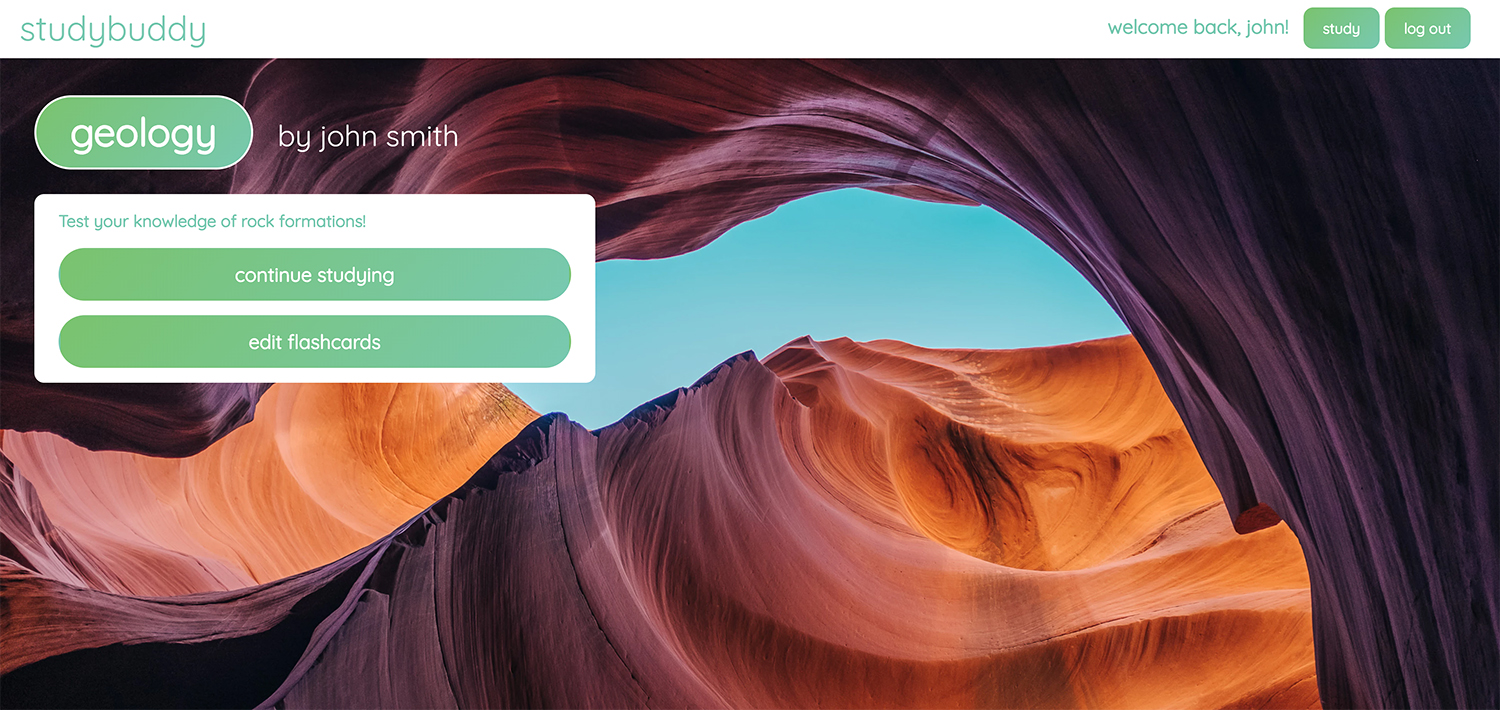 studybuddy
welcome back, john!
study
log out
geology
by john smith
Test your knowledge of rock formations!
continue studying
edit flashcards